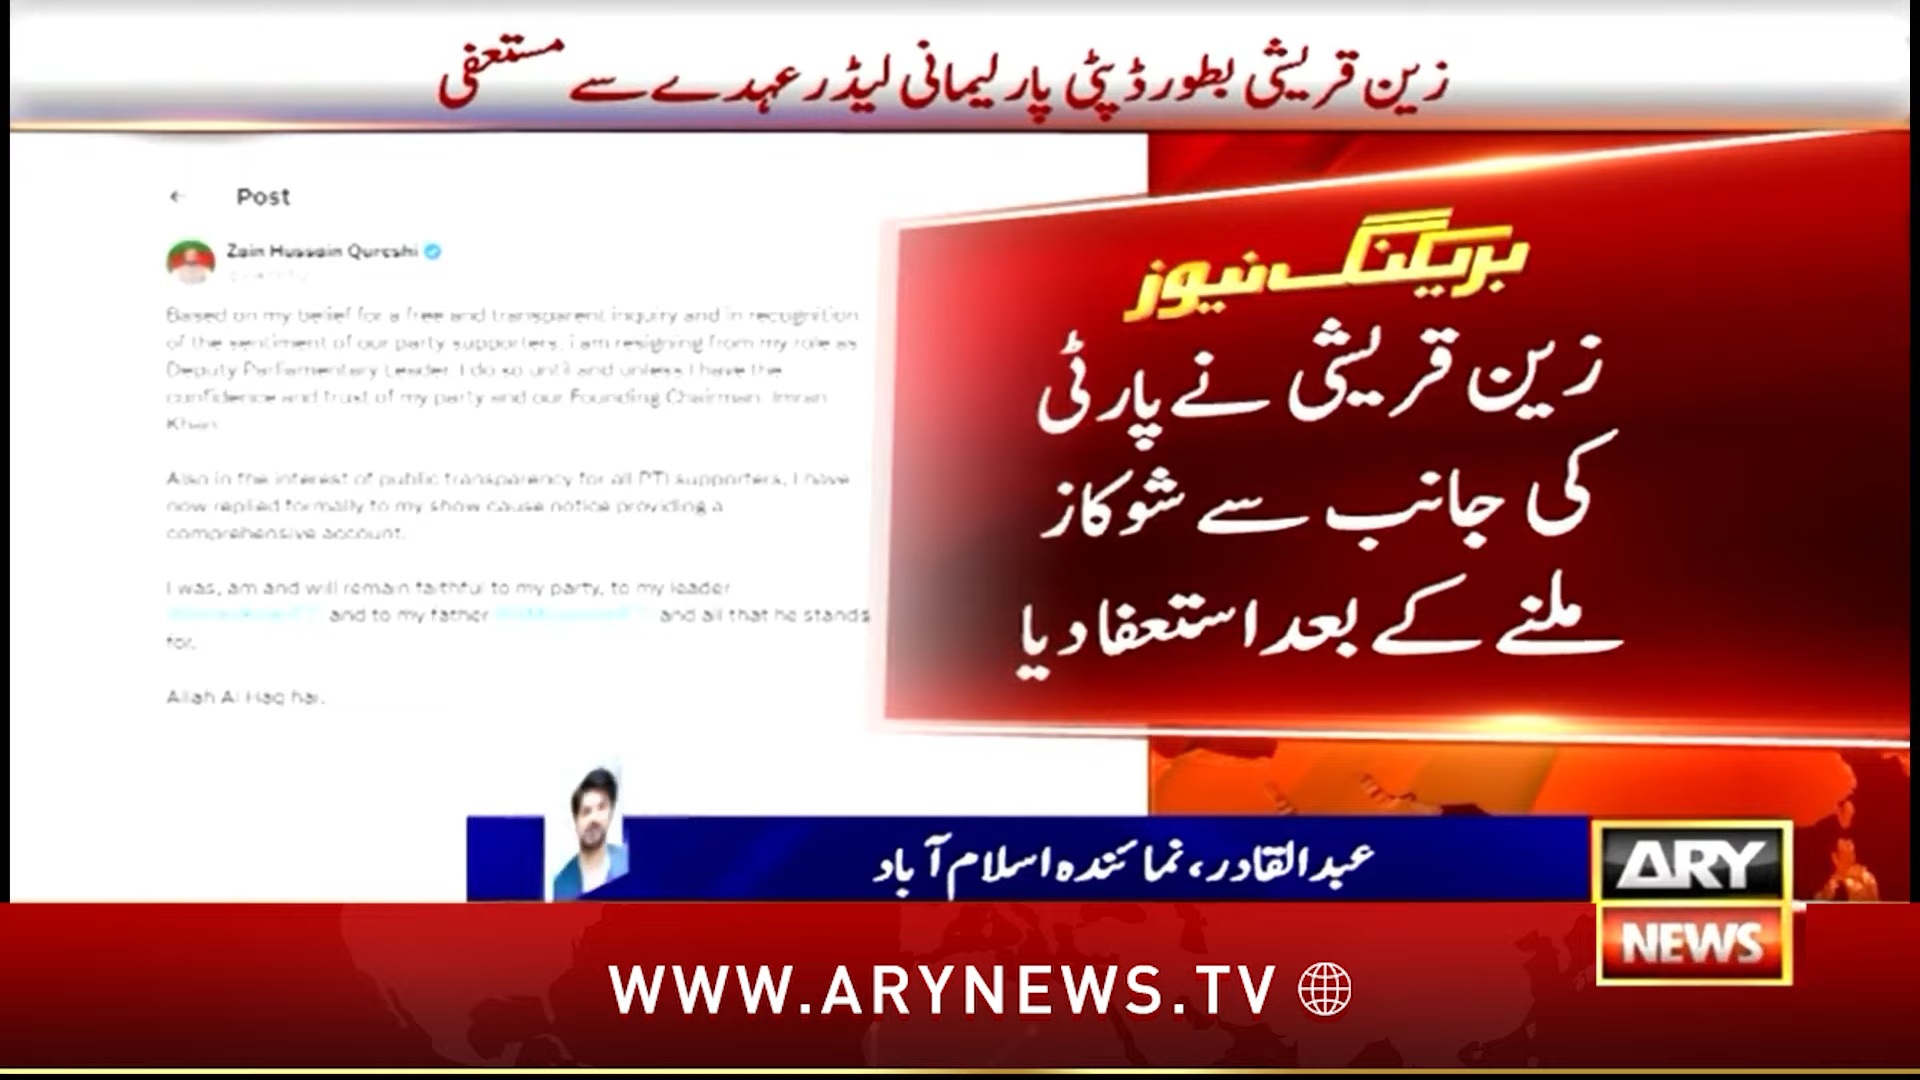 زین قریشی بطور ڈپٹی پارلیمانی لیڈر عہدے سے مستعفی
Post
Zain Hussain Qureshi
Based on my belief for a free and transparent inquiry and in recognition
of the sentiment of our party supporters, i am resigning from my role as
Deputy Parliamentary Leader. I do so until and unless I have the
confidence and trust of my party and our Founding Chairman, Imran
Khan.
Also in the interest of public transparency for all PTI supporters, I have
now replied formally to my show cause notice providing a
comprehensive account.
I was, am and will remain faithful to my party, to my leader
and to my father and all that he stands
for.
Allah Al Haq hai.
بریکنگ نیوز
زین قریشی نے پارٹی
کی جانب سے شوکاز
ملنے کے بعد استعفا دیا
عبدالقادر، نمائندہ اسلام آباد
ARY
NEWS
WWW.ARYNEWS.TV